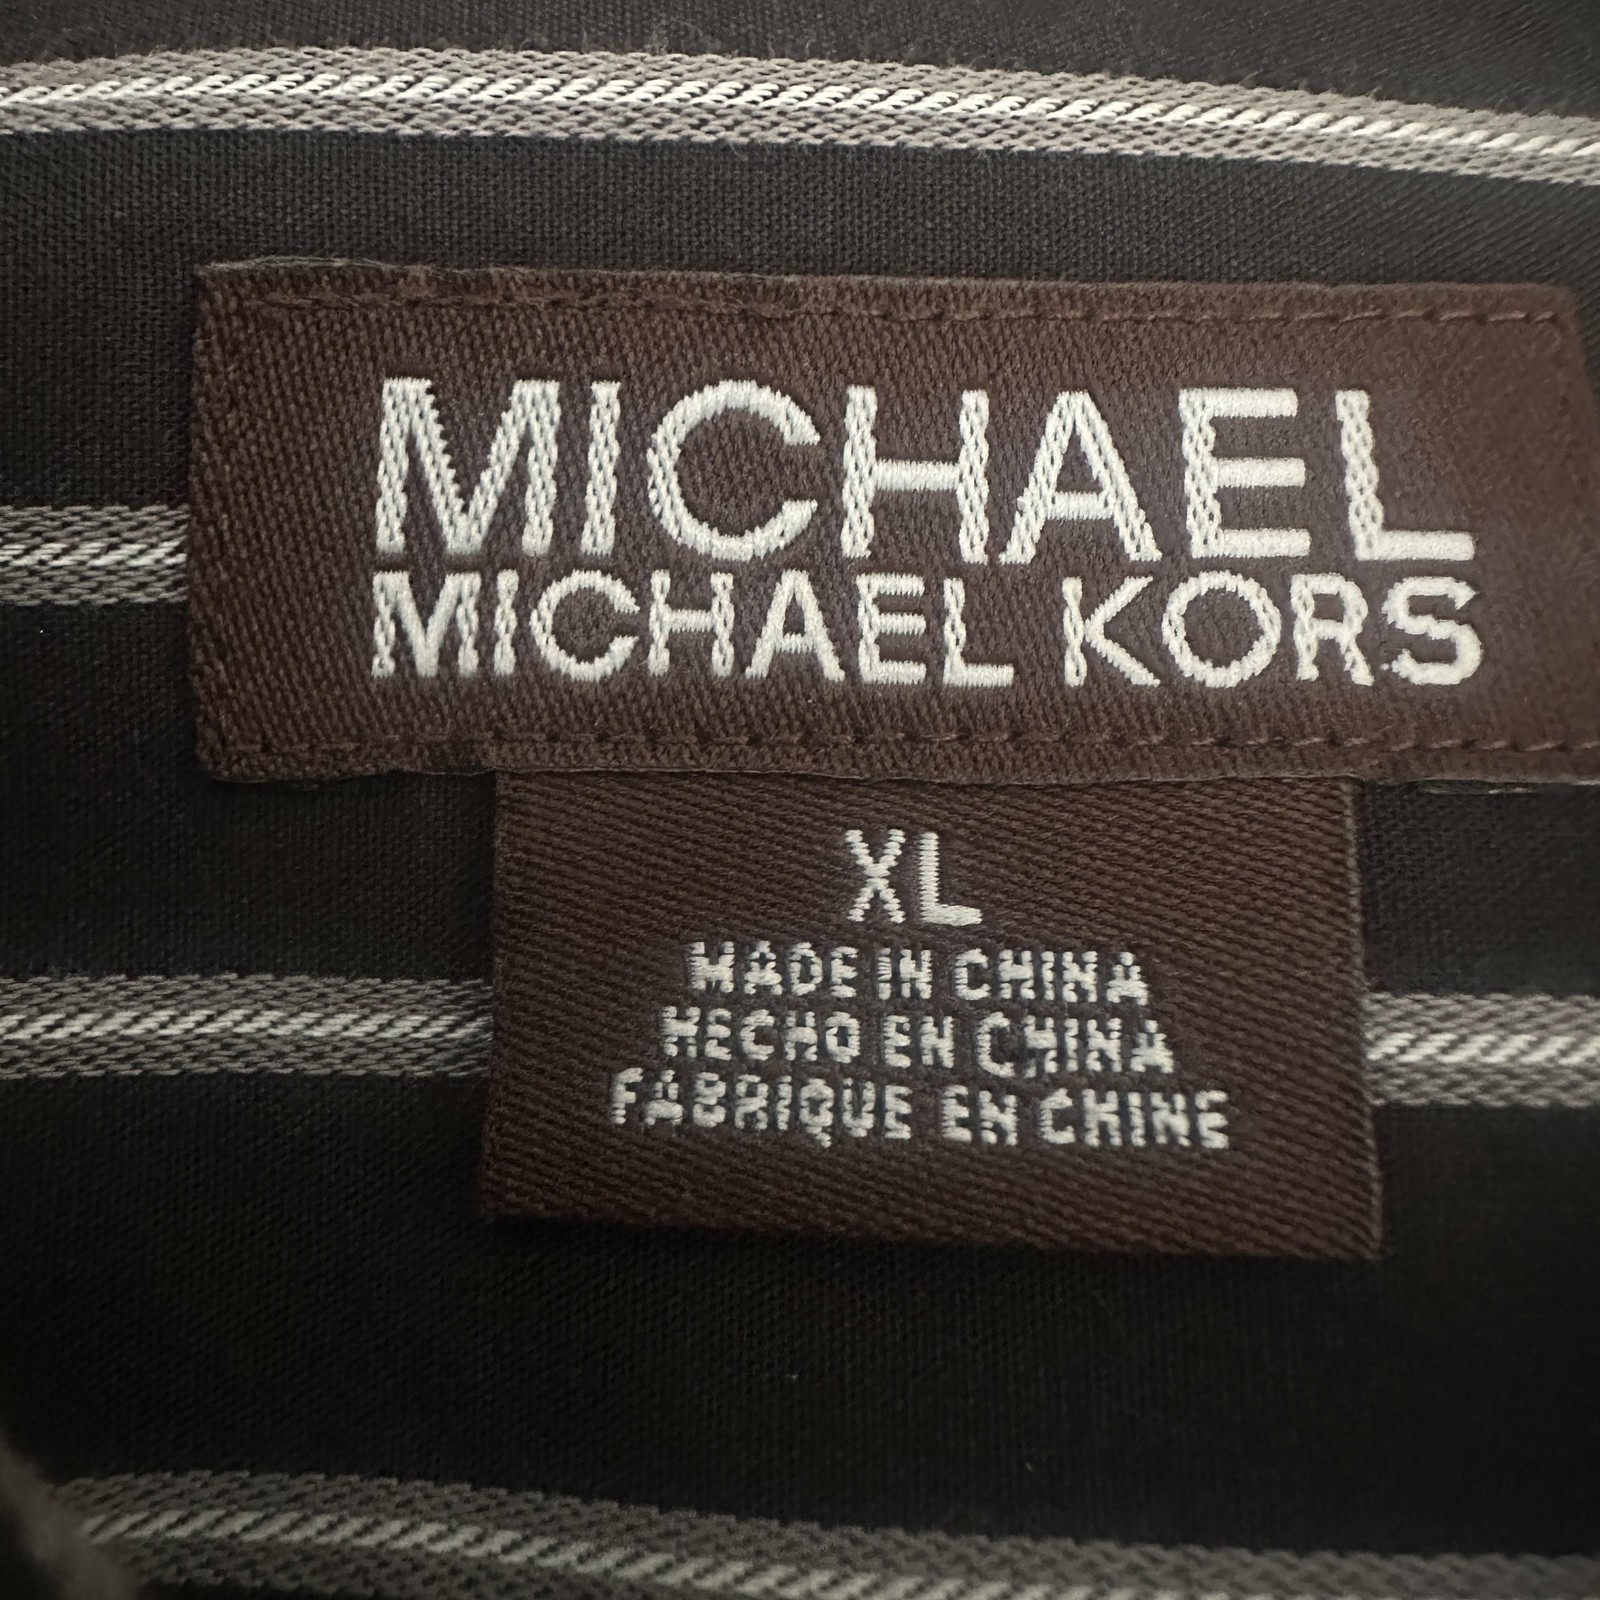 MICHAEL
MICHAEL KORS
XL
MADE IN CHINA
HECHO EN CHINA
FABRIQUE EN CHINE